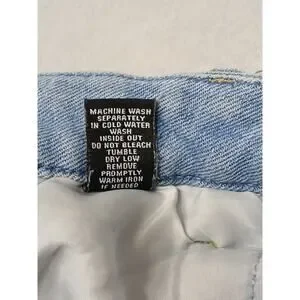 MACHINE WASH
SEPARATELY
IN COLD WATER
WASH
INSIDE OUT
DO NOT BLEACH
TUMBLE
DRY LOW
REMOVE
PROMPTLY
WARM IRON
IF NEEDED